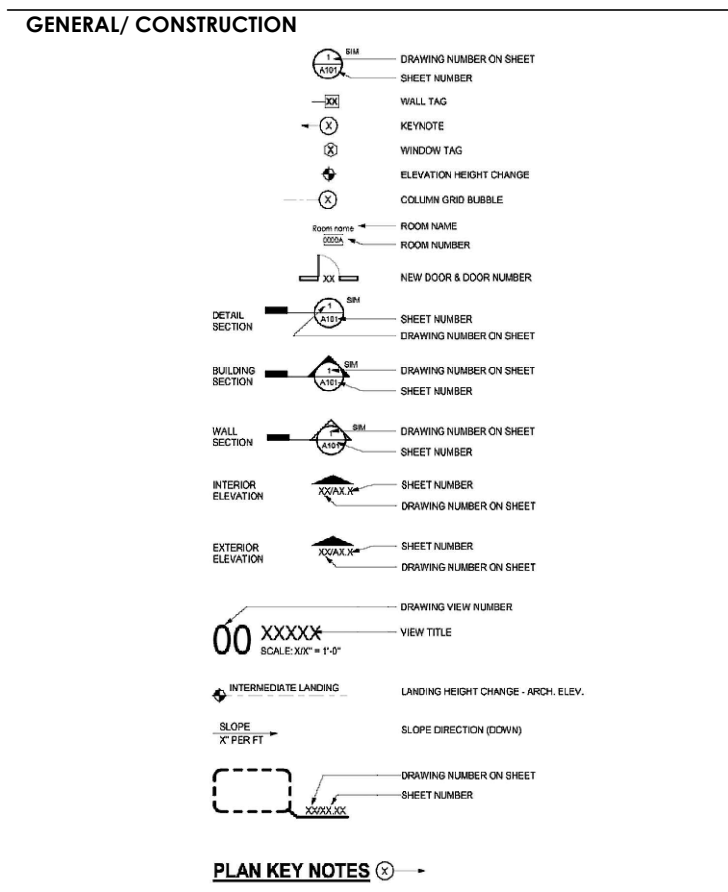 GENERAL/ CONSTRUCTION
SIM
1
A101
DRAWING NUMBER ON SHEET
SHEET NUMBER
XX
WALL TAG
X
KEYNOTE
X
WINDOW TAG
ELEVATION HEIGHT CHANGE
X
COLUMN GRID BUBBLE
Room name
ROOM NAME
0000A
ROOM NUMBER
XX
NEW DOOR & DOOR NUMBER
DETAIL
SECTION
1
SIM
A101
SHEET NUMBER
DRAWING NUMBER ON SHEET
BUILDING
SECTION
1
SIM
A101
DRAWING NUMBER ON SHEET
SHEET NUMBER
WALL
SECTION
1
SIM
A101
DRAWING NUMBER ON SHEET
SHEET NUMBER
INTERIOR
ELEVATION
XX/AX.X
SHEET NUMBER
DRAWING NUMBER ON SHEET
EXTERIOR
ELEVATION
XX/AX.X
SHEET NUMBER
DRAWING NUMBER ON SHEET
DRAWING VIEW NUMBER
00 XXXXX
VIEW TITLE
SCALE: X/X" = 1'-0"
INTERMEDIATE LANDING
LANDING HEIGHT CHANGE - ARCH. ELEV.
SLOPE
X" PER FT
SLOPE DIRECTION (DOWN)
DRAWING NUMBER ON SHEET
SHEET NUMBER
XX/XX.XX
PLAN KEY NOTES X